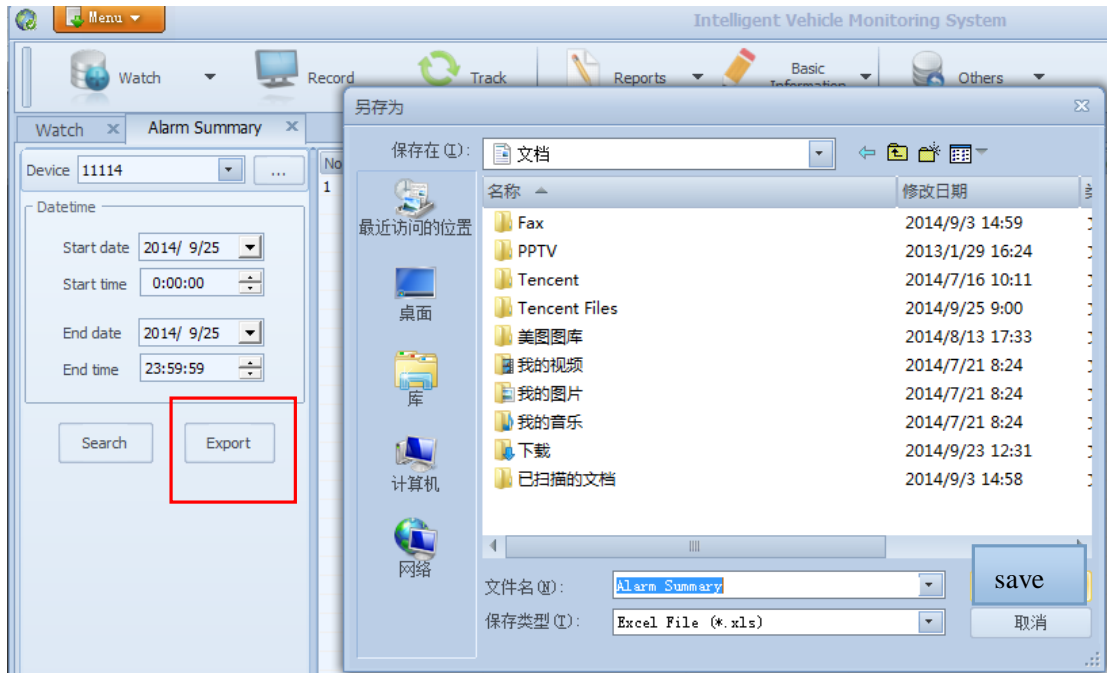 Menu
Intelligent Vehicle Monitoring System
Watch
Record
Track
Reports
Basic
Information
Others
Watch
Alarm Summary
Device 11114 ...
Datetime
Start date 2014/ 9/25
Start time 0:00:00
End date 2014/ 9/25
End time 23:59:59
Search
Export
No
1
另存为
保存在(I):
文档
最近访问的位置
桌面
库
计算机
网络
名称 修改日期
Fax 2014/9/3 14:59
PPTV 2013/1/29 16:24
Tencent 2014/7/16 10:11
Tencent Files 2014/9/25 9:00
美图图库 2014/8/13 17:33
我的视频 2014/7/21 8:24
我的图片 2014/7/21 8:24
我的音乐 2014/7/21 8:24
下载 2014/9/23 12:31
已扫描的文档 2014/9/3 14:58
文件名(N): Alarm Summary
save
保存类型(T): Excel File (*.xls)
取消